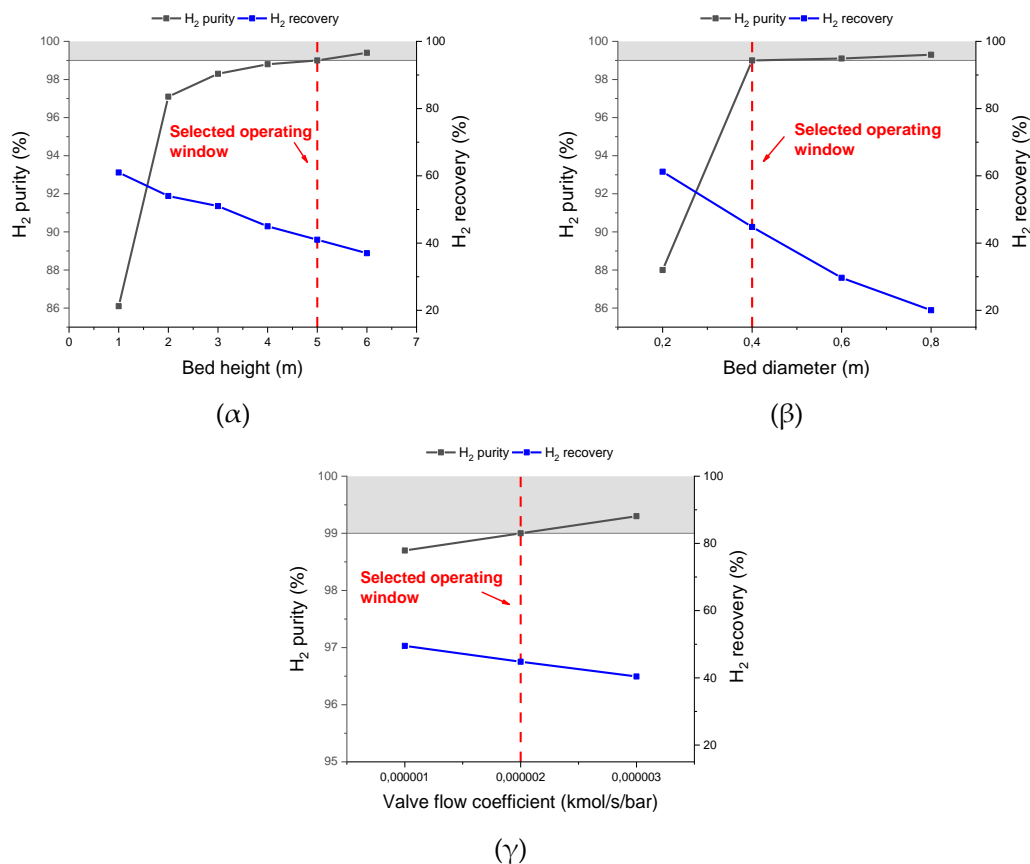 H₂ purity H₂ recovery
100
98
96
94
92
90
88
86
H₂ purity (%)
100
80
60
40
20
H₂ recovery (%)
Selected operating
window
0 1 2 3 4 5 6 7
Bed height (m)
(α)
H₂ purity H₂ recovery
100
98
96
94
92
90
88
86
H₂ purity (%)
100
80
60
40
20
H₂ recovery (%)
Selected operating
window
0,2 0,4 0,6 0,8
Bed diameter (m)
(β)
H₂ purity H₂ recovery
100
99
98
97
96
95
H₂ purity (%)
100
80
60
40
20
H₂ recovery (%)
Selected operating
window
0,000001 0,000002 0,000003
Valve flow coefficient (kmol/s/bar)
(γ)